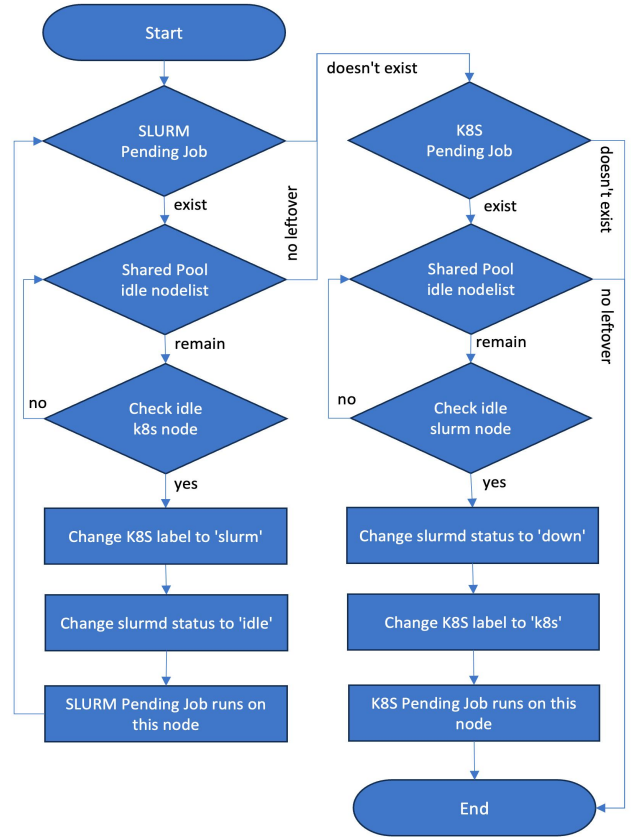 Start
doesn't exist
SLURM
Pending Job
exist
no leftover
Shared Pool
idle nodelist
remain
no
Check idle
k8s node
yes
Change K8S label to 'slurm'
Change slurmd status to 'idle'
SLURM Pending Job runs on
this node
K8S
Pending Job
doesn't exist
exist
Shared Pool
idle nodelist
no leftover
remain
no
Check idle
slurm node
yes
Change slurmd status to 'down'
Change K8S label to 'k8s'
K8S Pending Job runs on this
node
End